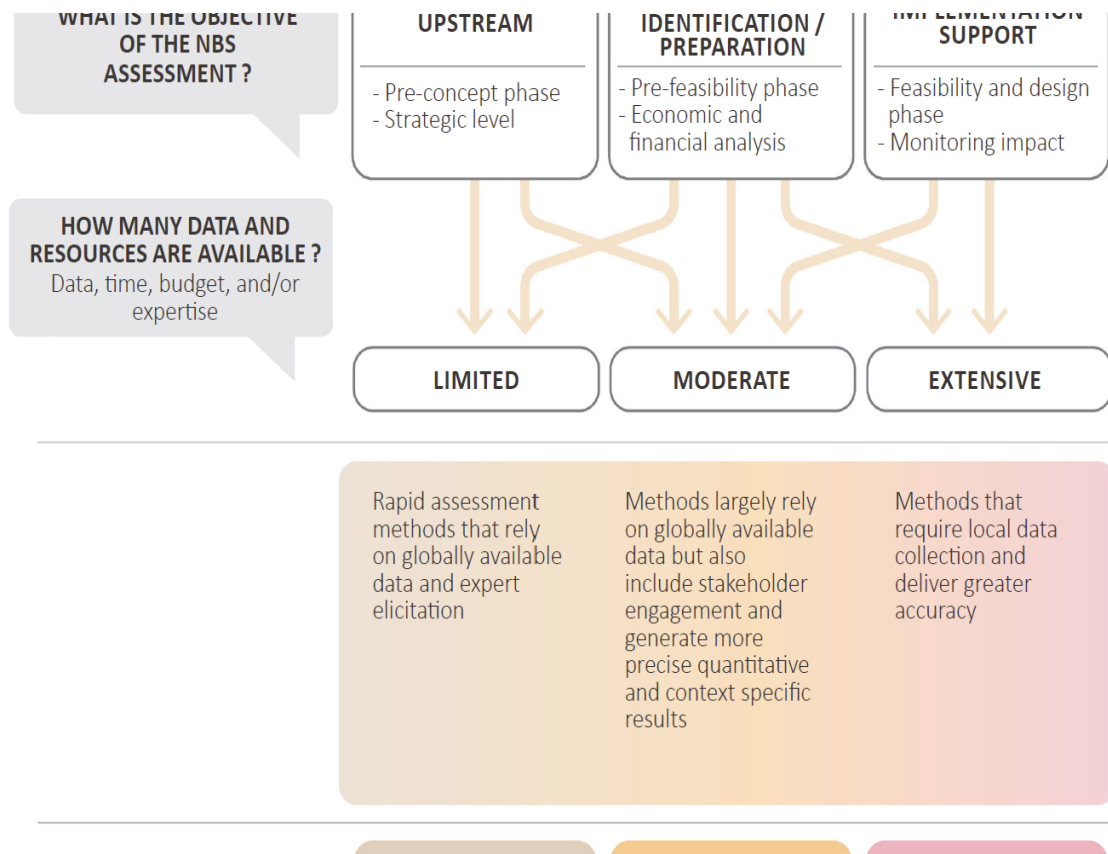 WHAT IS THE OBJECTIVE
OF THE NBS
ASSESSMENT ?
UPSTREAM
- Pre-concept phase
- Strategic level
IDENTIFICATION /
PREPARATION
- Pre-feasibility phase
- Economic and
financial analysis
IMPLEMENTATION
SUPPORT
- Feasibility and design
phase
- Monitoring impact
HOW MANY DATA AND
RESOURCES ARE AVAILABLE ?
Data, time, budget, and/or
expertise
LIMITED
MODERATE
EXTENSIVE
Rapid assessment
methods that rely
on globally available
data and expert
elicitation
Methods largely rely
on globally available
data but also
include stakeholder
engagement and
generate more
precise quantitative
and context specific
results
Methods that
require local data
collection and
deliver greater
accuracy